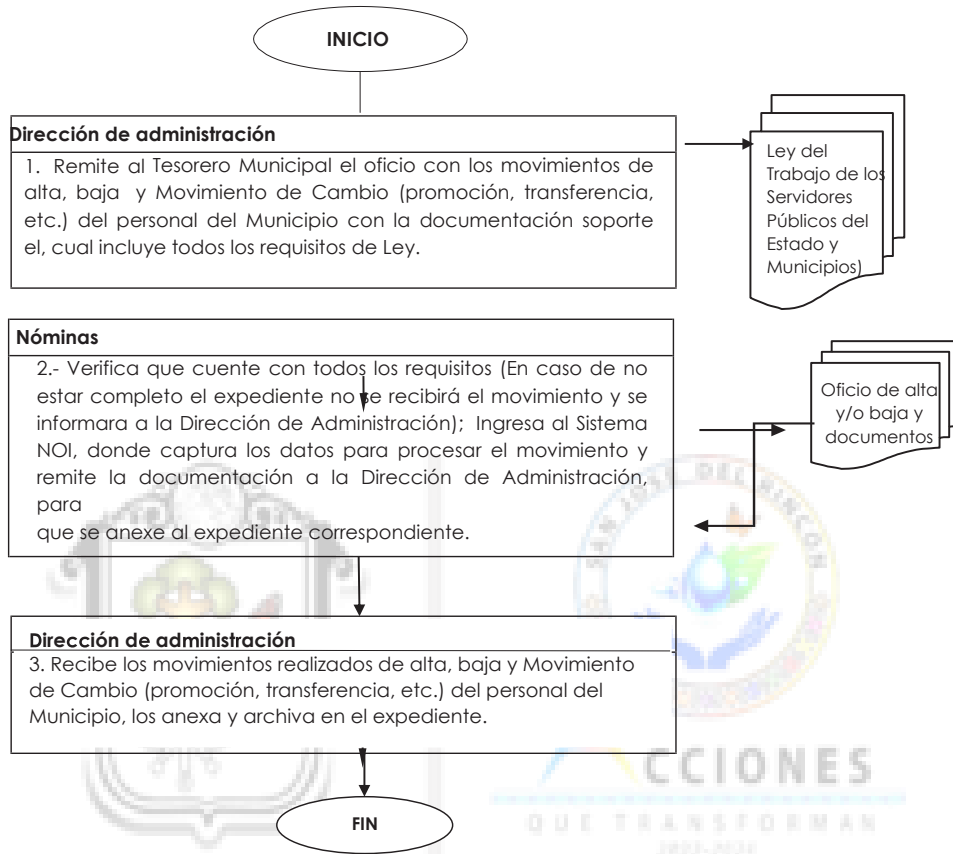 INICIO
Dirección de administración
1. Remite al Tesorero Municipal el oficio con los movimientos de
alta, baja y Movimiento de Cambio (promoción, transferencia,
etc.) del personal del Municipio con la documentación soporte
el, cual incluye todos los requisitos de Ley.
Ley del
Trabajo de los
Servidores
Públicos del
Estado y
Municipios)
Nóminas
2.- Verifica que cuente con todos los requisitos (En caso de no
estar completo el expediente no se recibirá el movimiento y se
informara a la Dirección de Administración); Ingresa al Sistema
NOI, donde captura los datos para procesar el movimiento y
remite la documentación a la Dirección de Administración,
para
que se anexe al expediente correspondiente.
Oficio de alta
y/o baja y
documentos
SAN JOSÉ DEL RINCÓN
Dirección de administración
3. Recibe los movimientos realizados de alta, baja y Movimiento
de Cambio (promoción, transferencia, etc.) del personal del
Municipio, los anexa y archiva en el expediente.
ACCIONES
QUE TRANSFORMAN
FIN